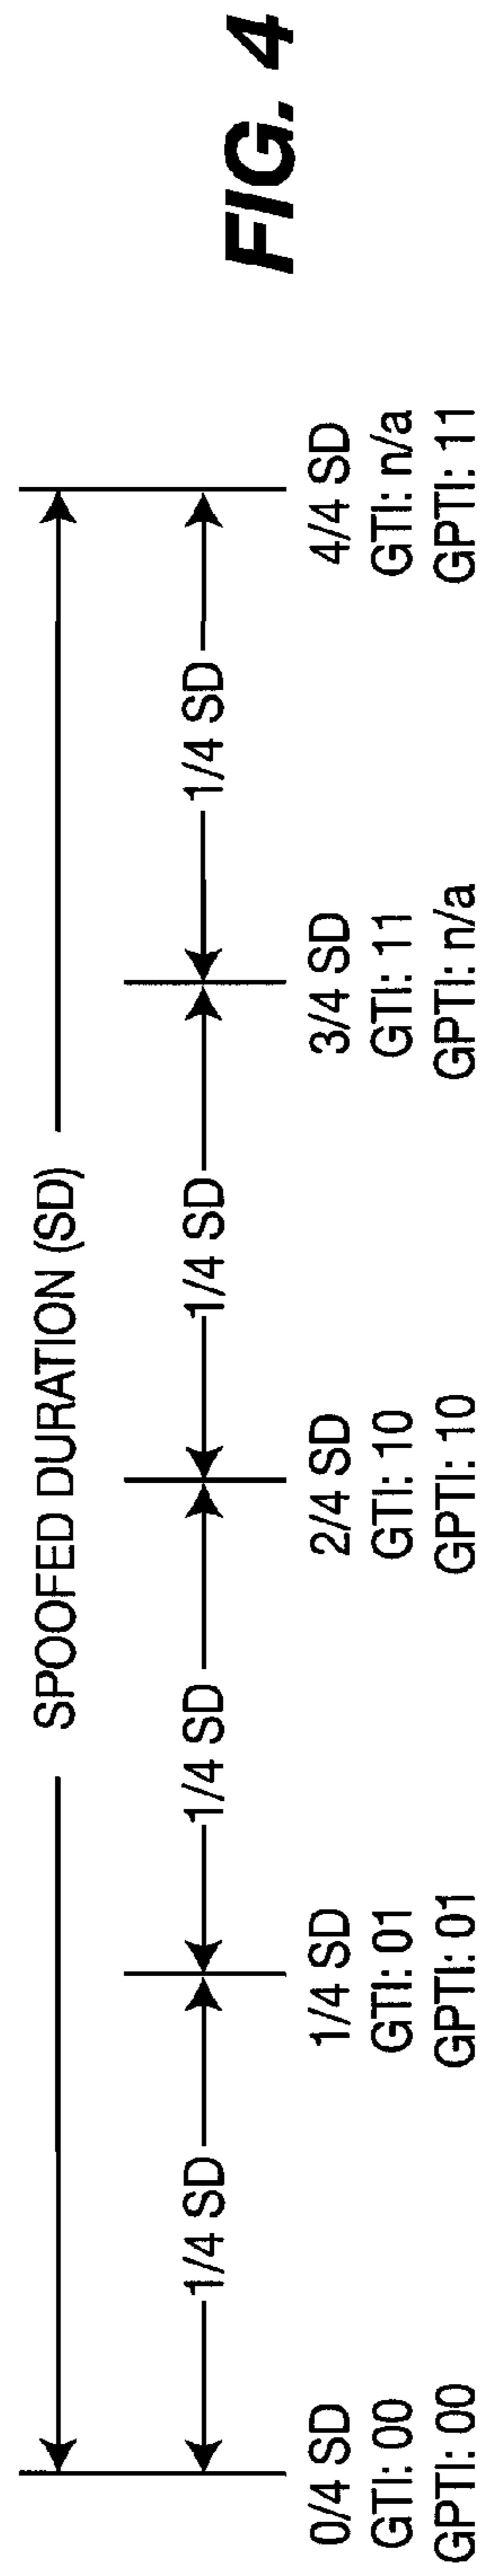 SPOOFED DURATION (SD)
1/4 SD
1/4 SD
1/4 SD
1/4 SD
0/4 SD
GTI: 00
GPTI: 00
1/4 SD
GTI: 01
GPTI: 01
2/4 SD
GTI: 10
GPTI: 10
3/4 SD
GTI: 11
GPTI: n/a
4/4 SD
GTI: n/a
GPTI: 11
FIG. 4